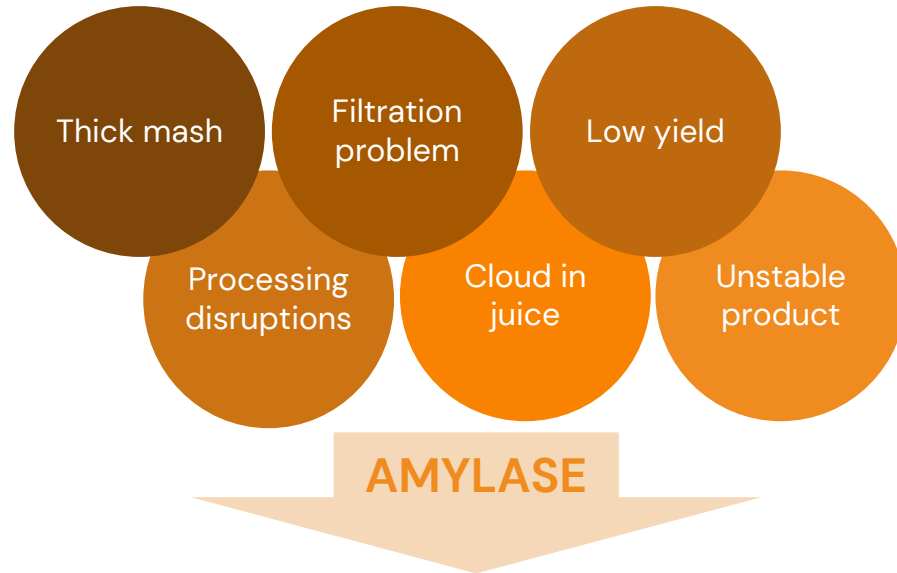 Thick mash
Filtration
problem
Low yield
Processing
disruptions
Cloud in
juice
Unstable
product
AMYLASE